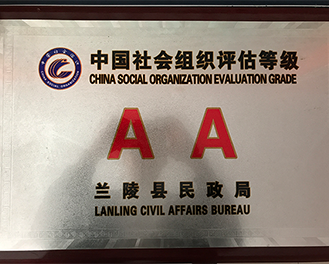 中国社会组织评估等级
CHINA SOCIAL ORGANIZATION EVALUATION GRADE
AA
兰陵县民政局
LANLING CIVIL AFFAIRS BUREAU